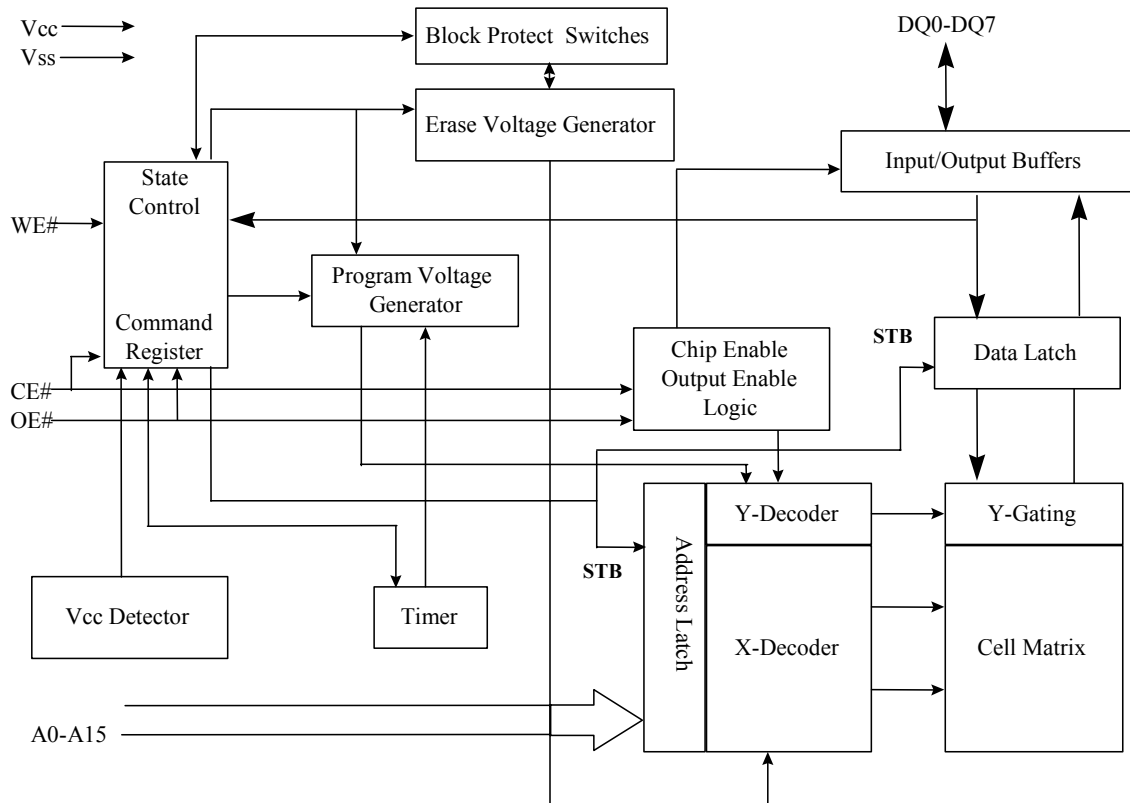 Vcc
Vss
Block Protect Switches
DQ0-DQ7
Erase Voltage Generator
Input/Output Buffers
State
Control
WE#
Program Voltage
Generator
Command
Register
STB
Data Latch
Chip Enable
Output Enable
Logic
CE#
OE#
Y-Decoder
Y-Gating
Address Latch
STB
Vcc Detector
Timer
X-Decoder
Cell Matrix
A0-A15